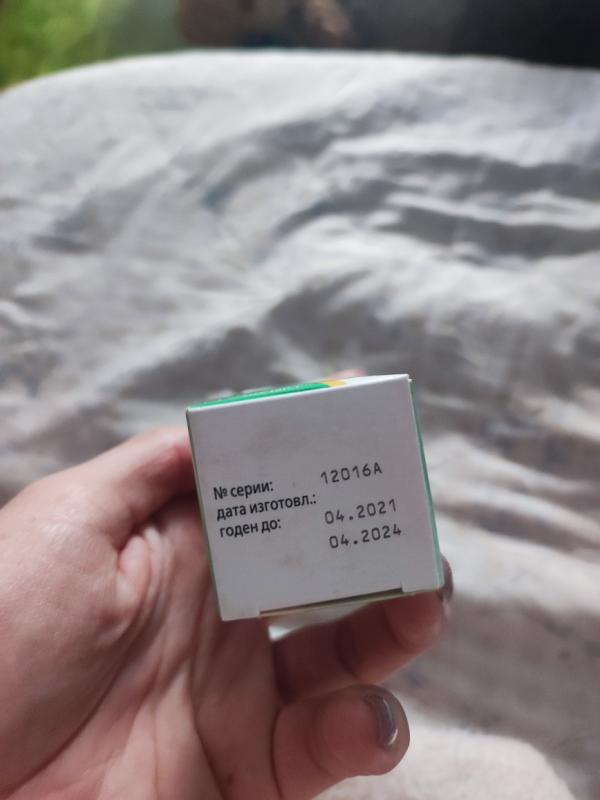 № серии: 12016A
дата изготовл.: 04.2021
годен до: 04.2024